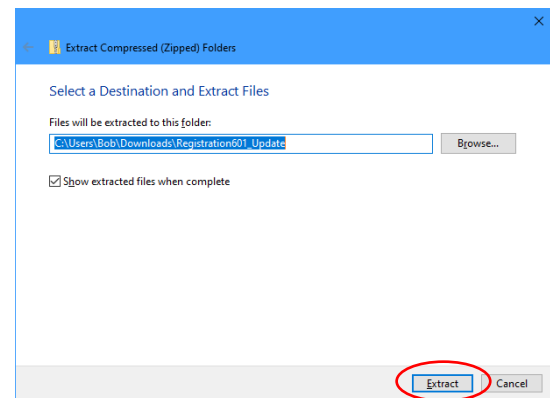 Extract Compressed (Zipped) Folders
Select a Destination and Extract Files
Files will be extracted to this folder:
C:\Users\Bob\Downloads\Registration601_Update
Browse...
Show extracted files when complete
Extract
Cancel